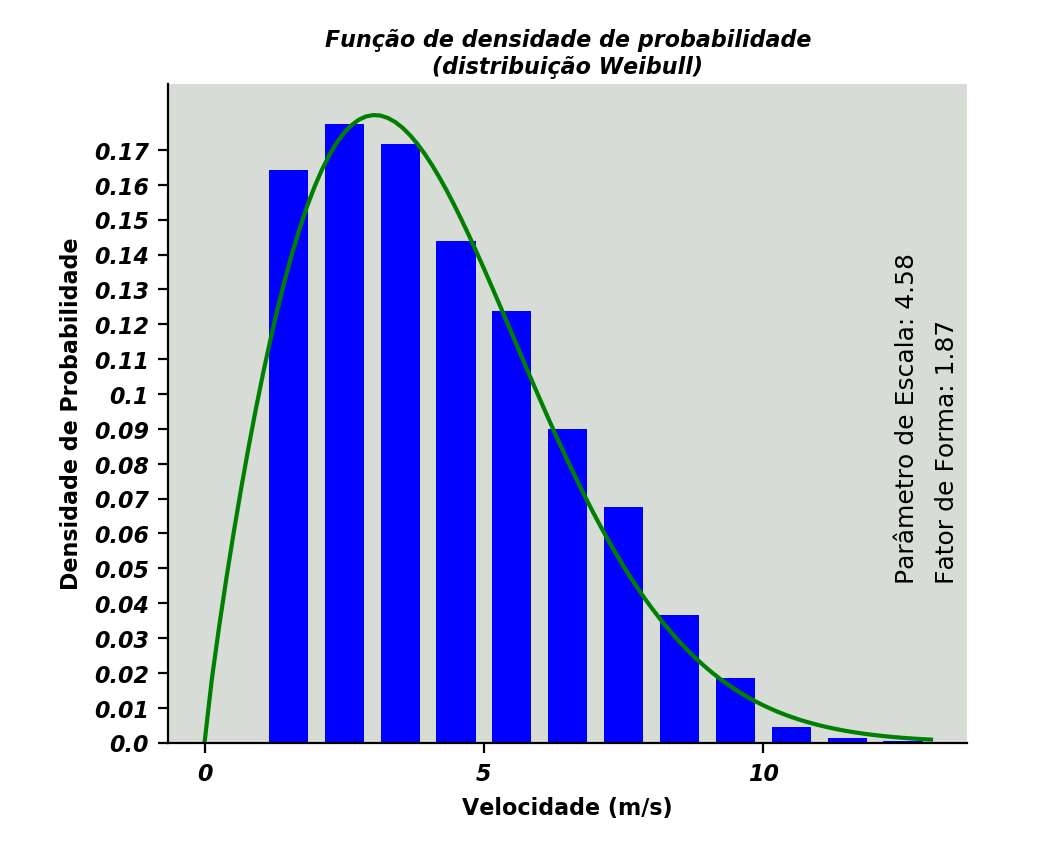 Função de densidade de probabilidade
(distribuição Weibull)
Densidade de Probabilidade
0.17
0.16
0.15
0.14
0.13
0.12
0.11
0.1
0.09
0.08
0.07
0.06
0.05
0.04
0.03
0.02
0.01
0.0
Parâmetro de Escala: 4.58
Fator de Forma: 1.87
0 5 10
Velocidade (m/s)